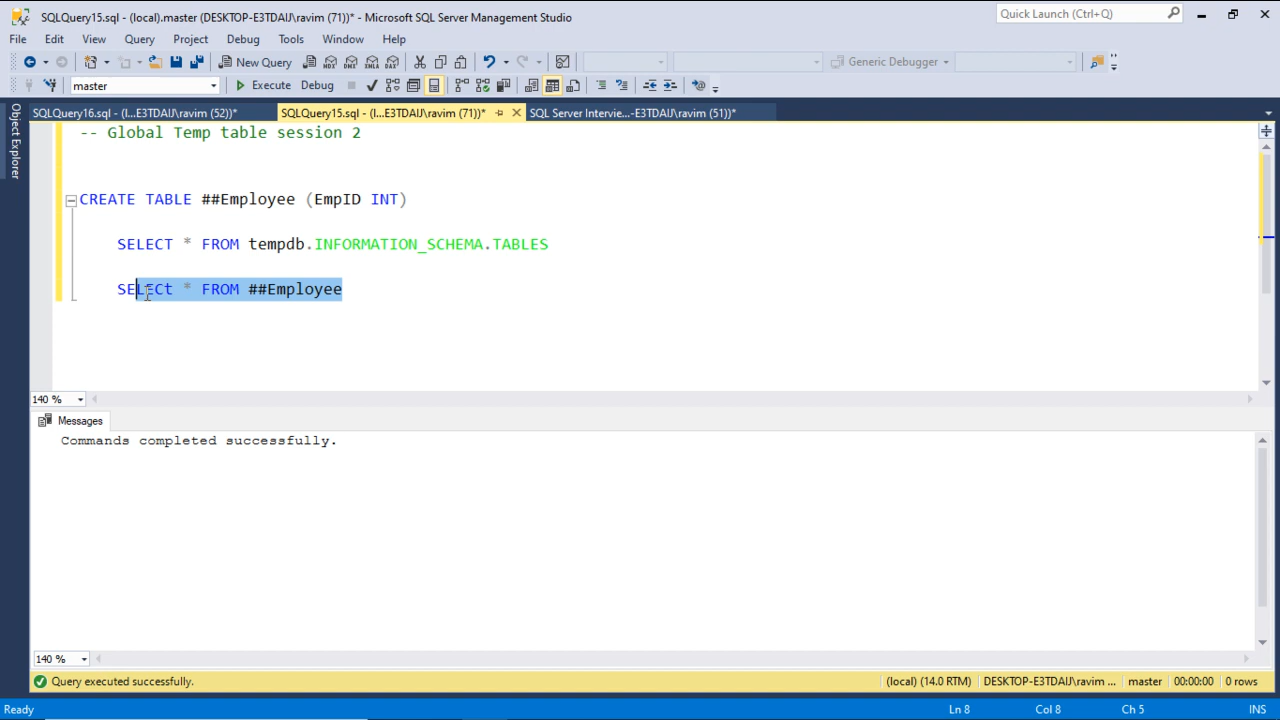 SQLQuery15.sql - (local).master (DESKTOP-E3TDAIJ\ravim (71))* - Microsoft SQL Server Management Studio
Quick Launch (Ctrl+Q)
File Edit View Query Project Debug Tools Window Help
New Query MDX DMX XMLA DAX Generic Debugger
master Execute Debug
SQLQuery16.sql - (l...E3TDAIJ\ravim (52))* SQLQuery15.sql - (l...E3TDAIJ\ravim (71))* SQL Server Intervie...-E3TDAIJ\ravim (51))*
Object Explorer
-- Global Temp table session 2
CREATE TABLE ##Employee (EmpID INT)
SELECT * FROM tempdb.INFORMATION_SCHEMA.TABLES
SELECt * FROM ##Employee
140 %
Messages
Commands completed successfully.
140 %
Query executed successfully. (local) (14.0 RTM) DESKTOP-E3TDAIJ\ravim ... master 00:00:00 0 rows
Ready Ln 8 Col 8 Ch 5 INS